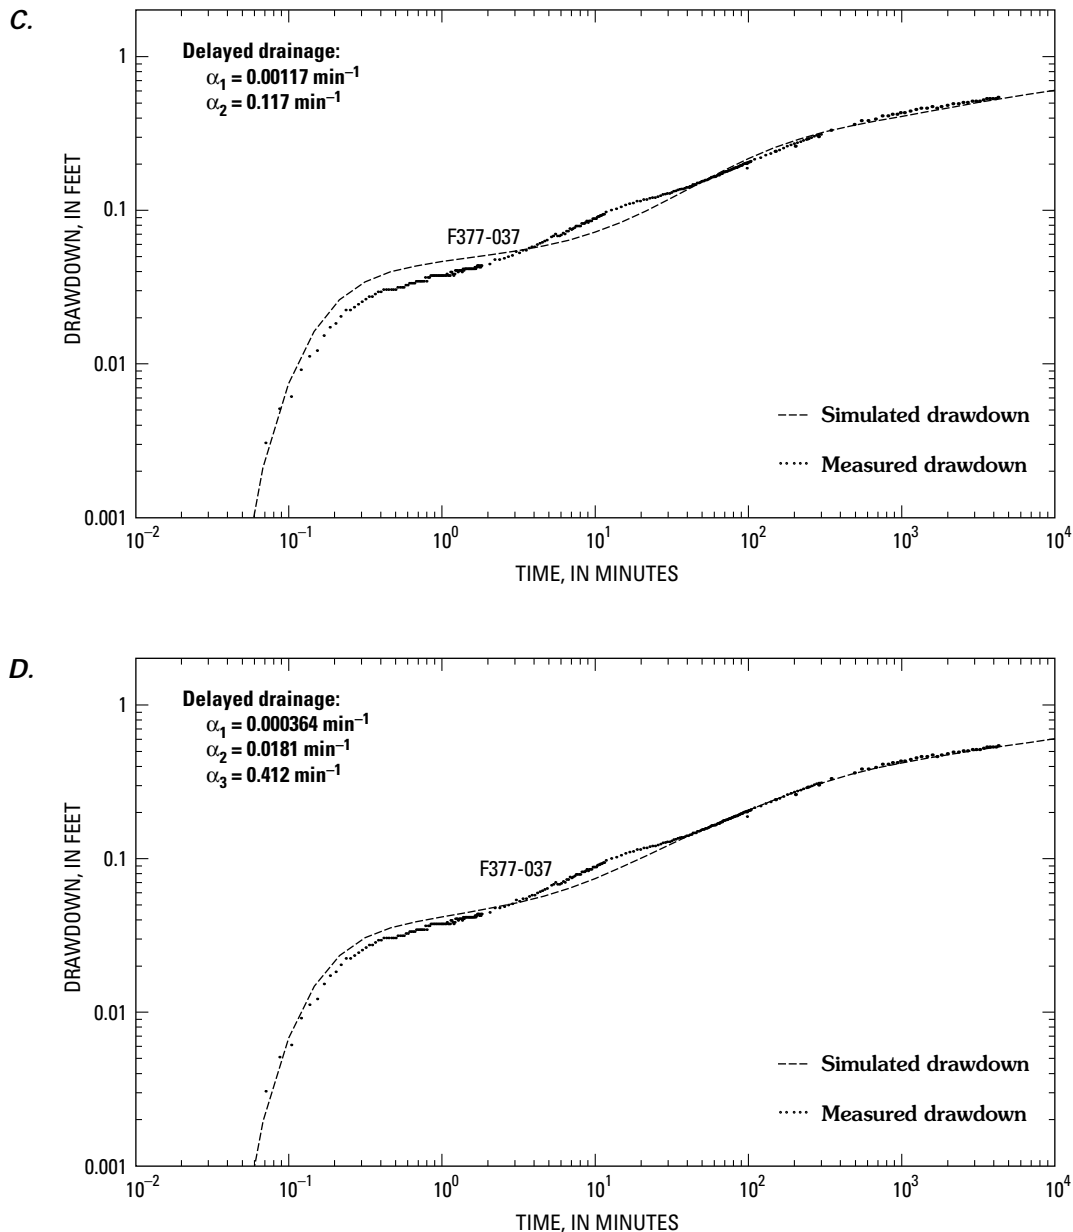 C.
Delayed drainage:
α₁ = 0.00117 min⁻¹
α₂ = 0.117 min⁻¹
1
0.1
0.01
0.001
DRAWDOWN, IN FEET
F377-037
Simulated drawdown
Measured drawdown
10⁻² 10⁻¹ 10⁰ 10¹ 10² 10³ 10⁴
TIME, IN MINUTES
D.
Delayed drainage:
α₁ = 0.000364 min⁻¹
α₂ = 0.0181 min⁻¹
α₃ = 0.412 min⁻¹
1
0.1
0.01
0.001
DRAWDOWN, IN FEET
F377-037
Simulated drawdown
Measured drawdown
10⁻² 10⁻¹ 10⁰ 10¹ 10² 10³ 10⁴
TIME, IN MINUTES